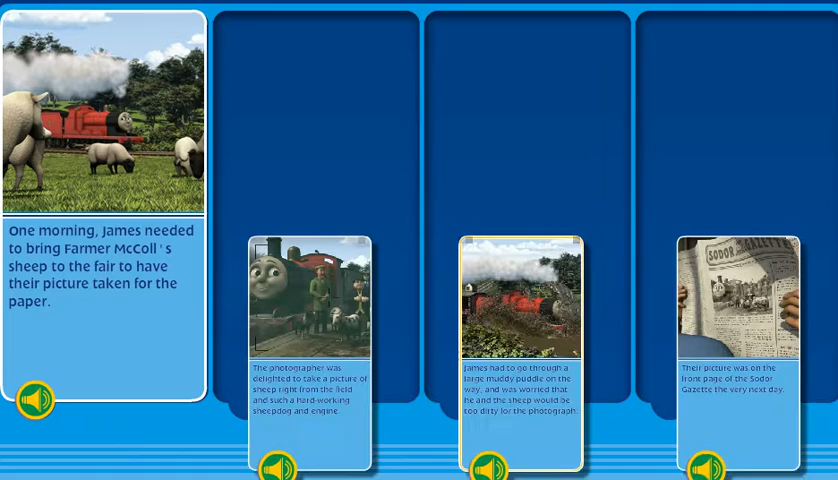 One morning, James needed
to bring Farmer McColl's
sheep to the fair to have
their picture taken for the
paper.
The photographer was
delighted to take a picture of
sheep right from the field
and such a hard-working
sheepdog and engine.
James had to go through a
large muddy puddle on the
way, and was worried that
he and the sheep would be
too dirty for the photograph.
SODOR GAZETTE
Their picture was on the
front page of the Sodor
Gazette the very next day.